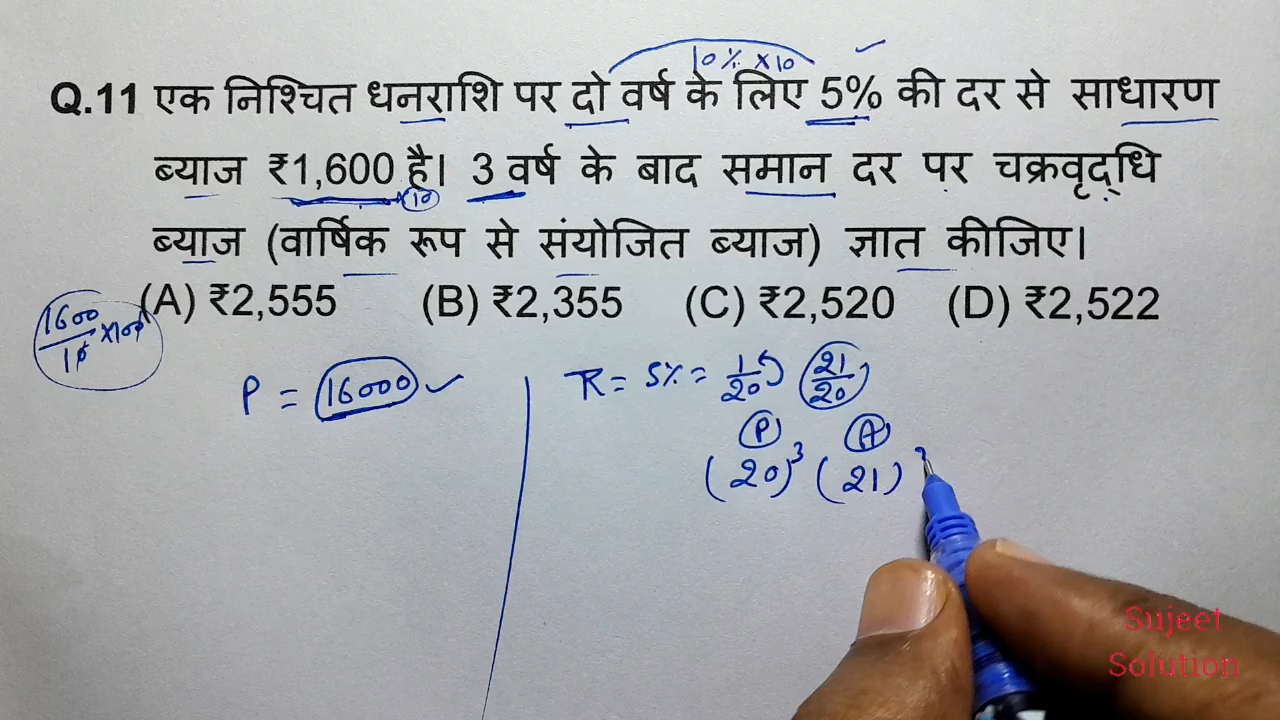 10% ×10
Q.11 एक निश्चित धनराशि पर दो वर्ष के लिए 5% की दर से साधारण
ब्याज ₹1,600 है। 3 वर्ष के बाद समान दर पर चक्रवृद्धि
×10
ब्याज (वार्षिक रूप से संयोजित ब्याज) ज्ञात कीजिए।
(A) ₹2,555 (B) ₹2,355 (C) ₹2,520 (D) ₹2,522
1600/10 ×100
P = 16000
R = 5% = 1/20 21/20
P A
(20)³ (21)
Sujeet
Solution